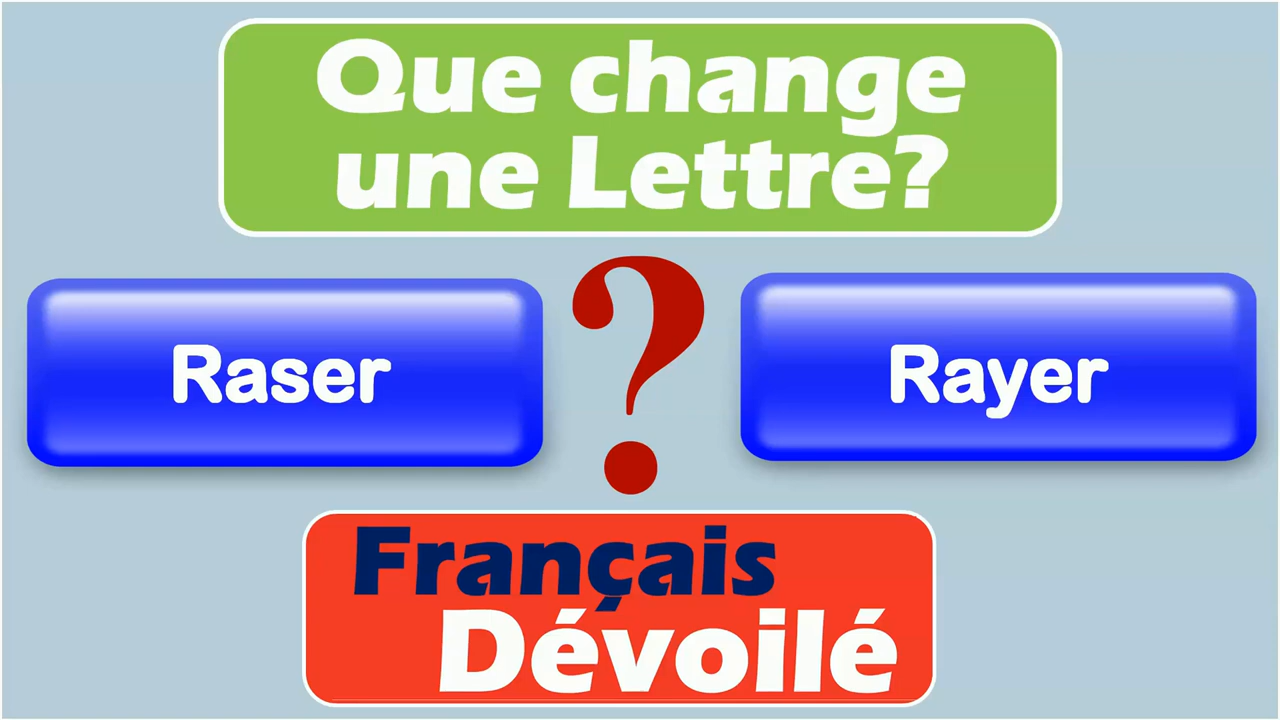 Que change
une Lettre?
Raser
?
Rayer
Français
Dévoilé